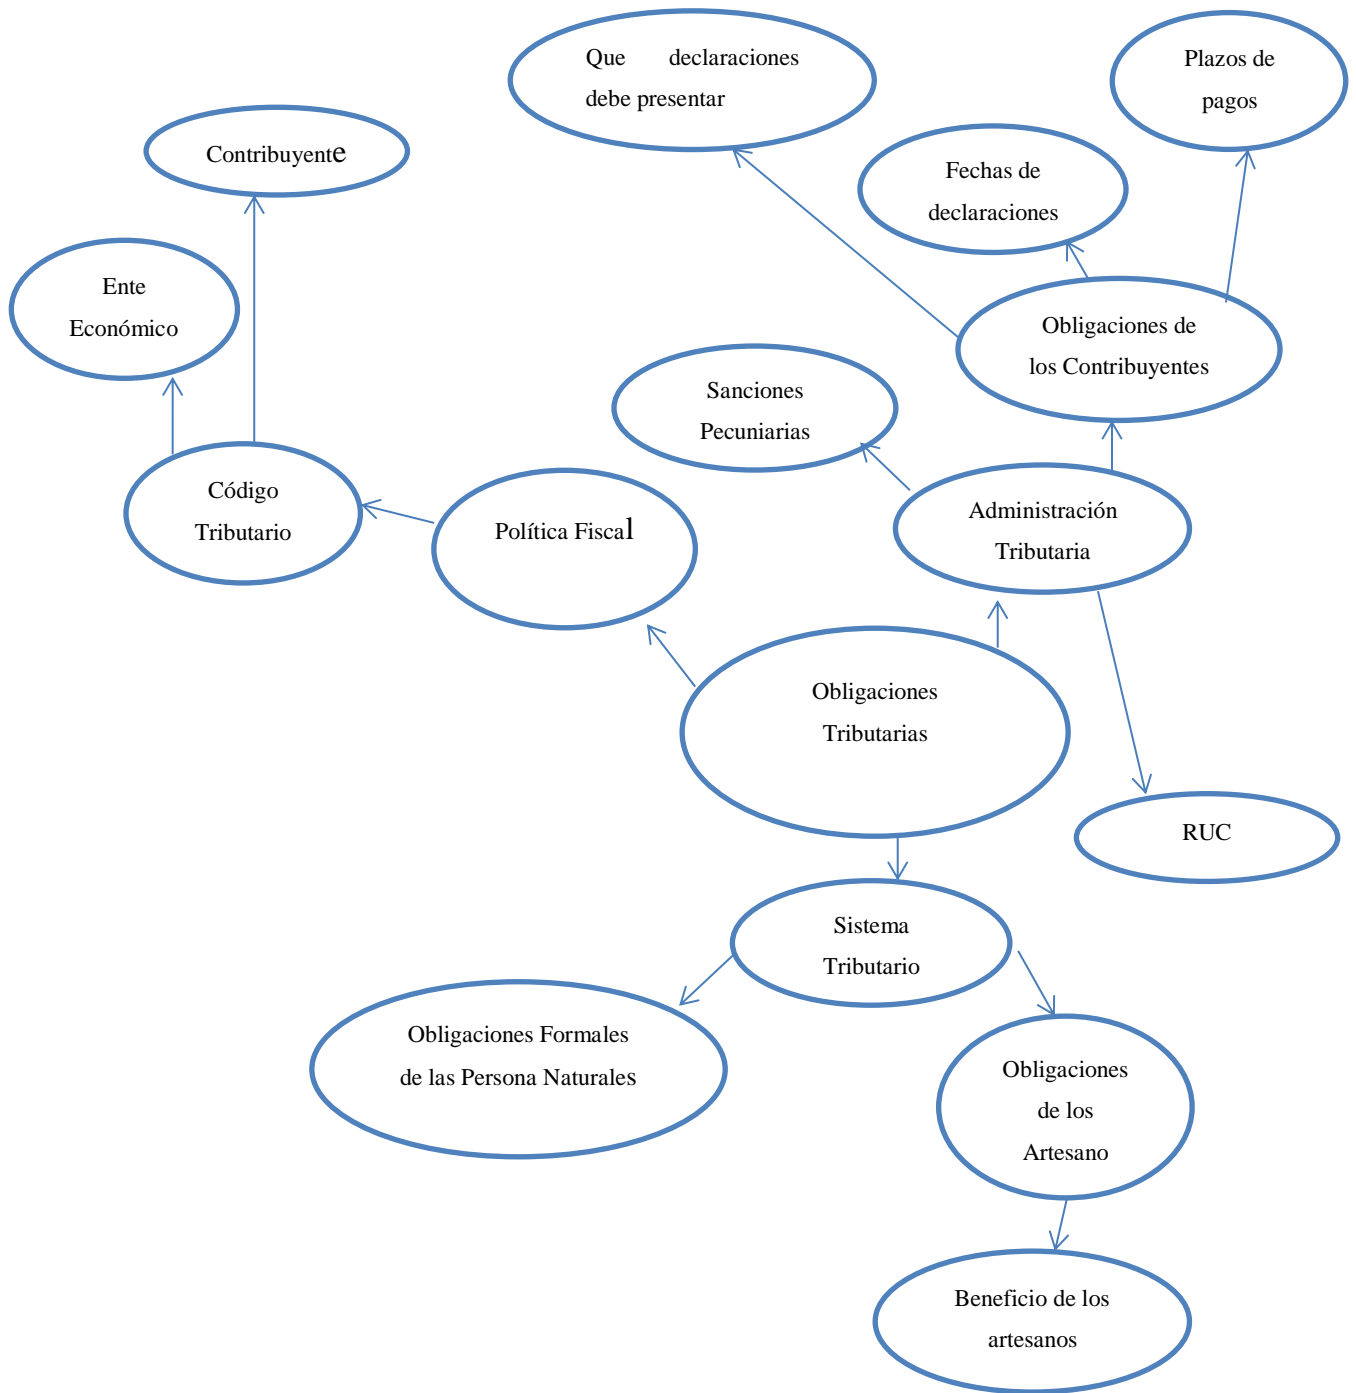 Que declaraciones
debe presentar
Plazos de
pagos
Contribuyente
Fechas de
declaraciones
Ente
Económico
Obligaciones de
los Contribuyentes
Sanciones
Pecuniarias
Código
Tributario
Política Fiscal
Administración
Tributaria
Obligaciones
Tributarias
RUC
Sistema
Tributario
Obligaciones Formales
de las Persona Naturales
Obligaciones
de los
Artesano
Beneficio de los
artesanos